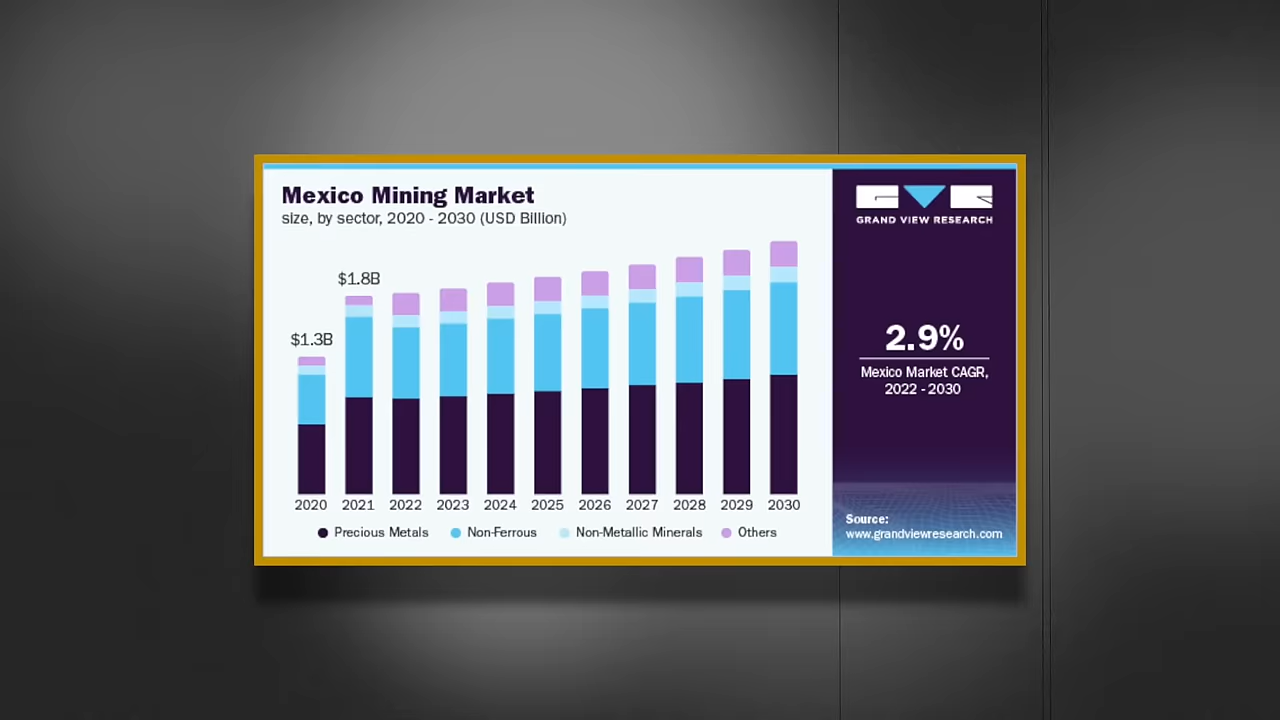 Mexico Mining Market
size, by sector, 2020 - 2030 (USD Billion)
$1.3B
$1.8B
2020 2021 2022 2023 2024 2025 2026 2027 2028 2029 2030
Precious Metals Non-Ferrous Non-Metallic Minerals Others
GRAND VIEW RESEARCH
2.9%
Mexico Market CAGR,
2022 - 2030
Source:
www.grandviewresearch.com